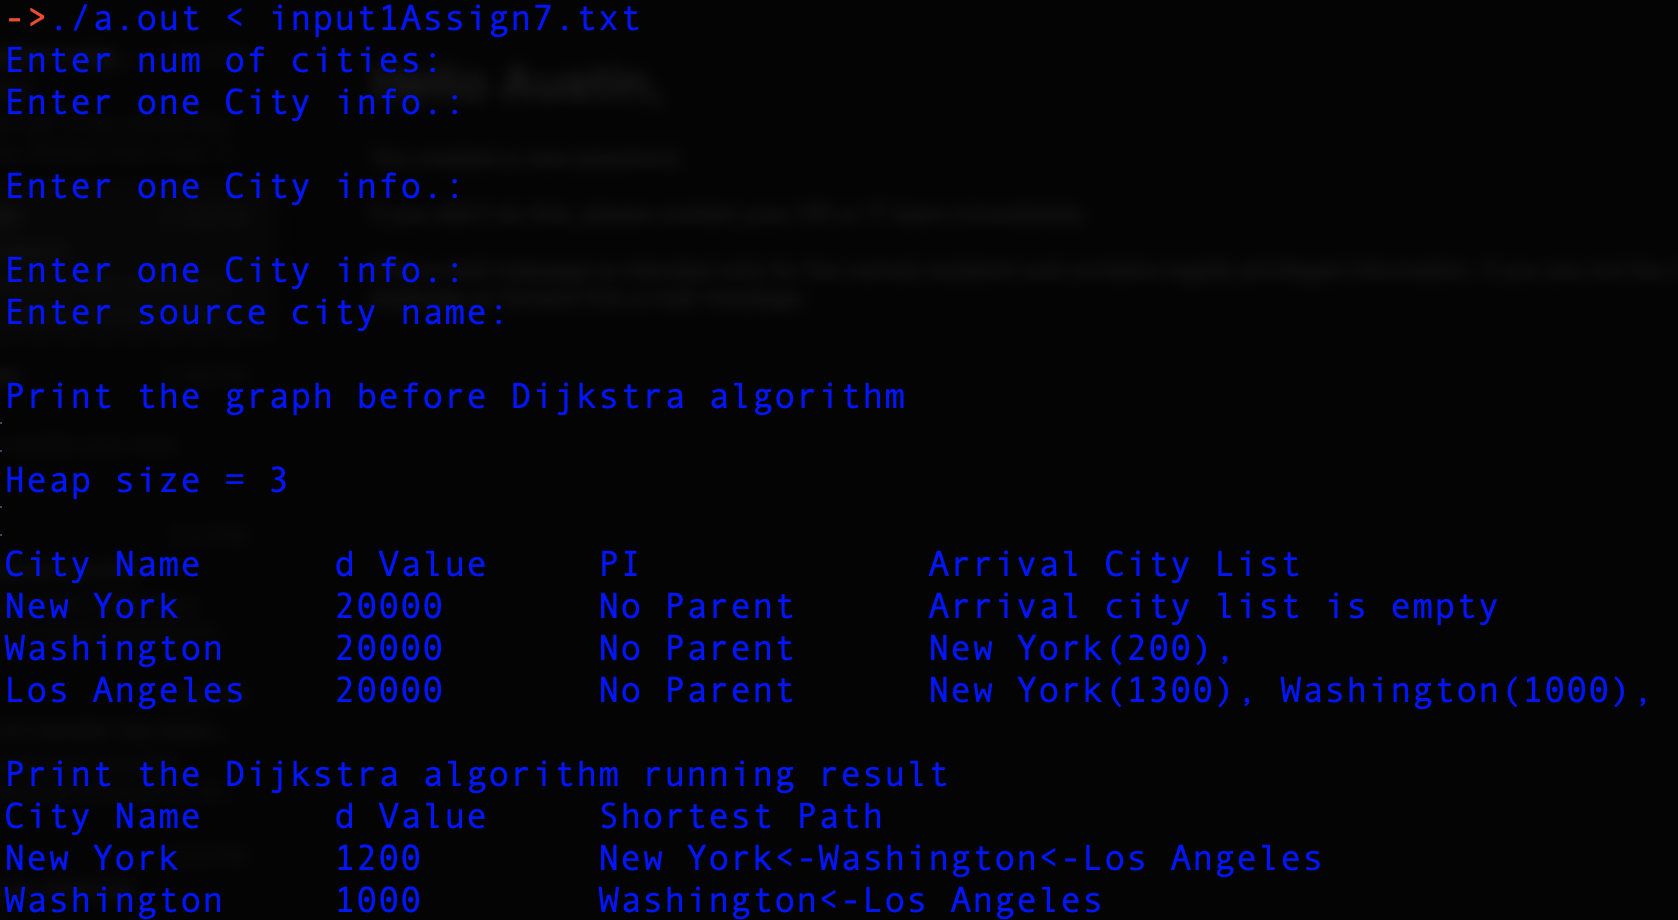 ->./a.out < input1Assign7.txt
Enter num of cities:
Enter one City info.:
Enter one City info.:
Enter one City info.:
Enter source city name:
Print the graph before Dijkstra algorithm
Heap size = 3
City Name d Value PI Arrival City List
New York 20000 No Parent Arrival city list is empty
Washington 20000 No Parent New York(200),
Los Angeles 20000 No Parent New York(1300), Washington(1000),
Print the Dijkstra algorithm running result
City Name d Value Shortest Path
New York 1200 New York<-Washington<-Los Angeles
Washington 1000 Washington<-Los Angeles